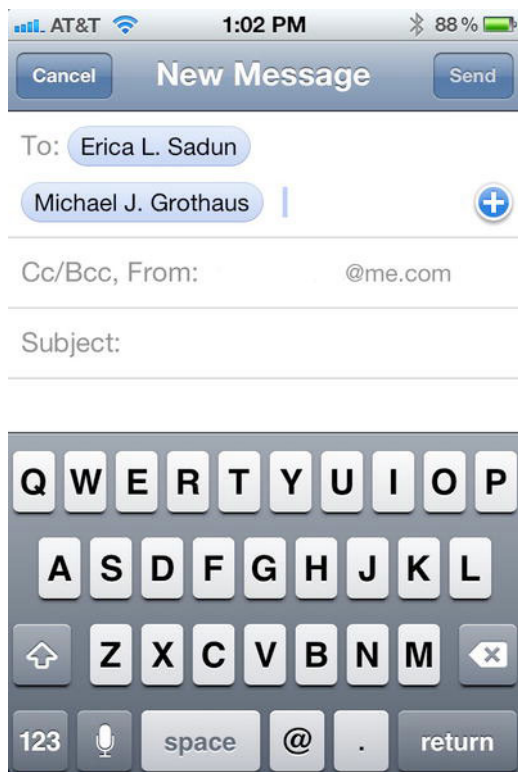 AT&T 1:02 PM 88%
Cancel New Message Send
To: Erica L. Sadun
Michael J. Grothaus
Cc/Bcc, From: @me.com
Subject:
Q W E R T Y U I O P
A S D F G H J K L
Z X C V B N M
123 space @ . return